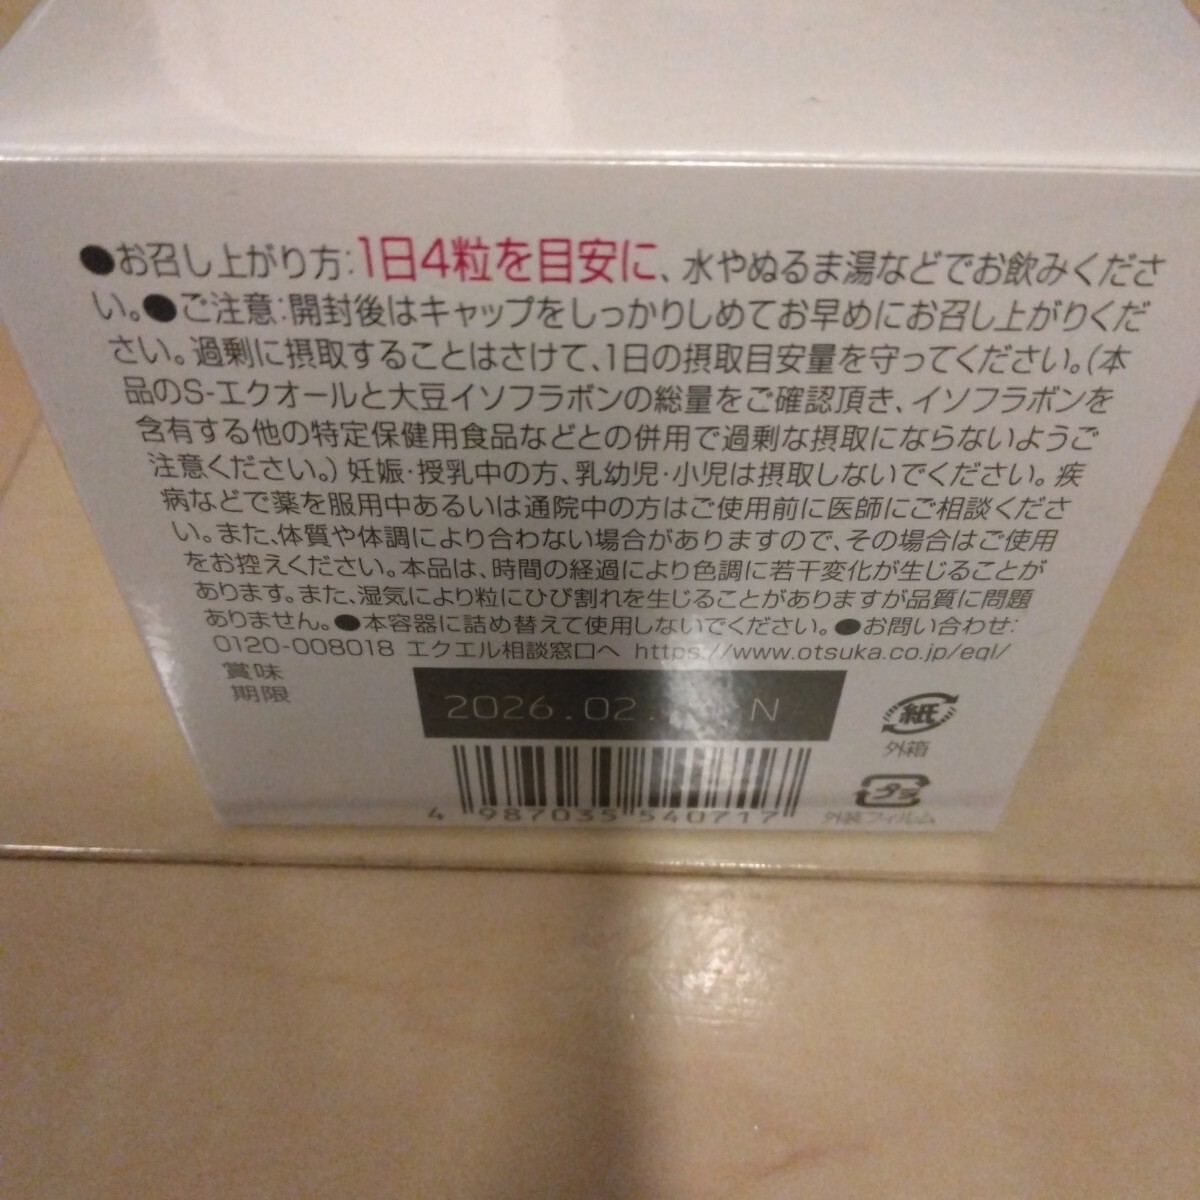 ●お召し上がり方:1日4粒を目安に、水やぬるま湯などでお飲みくださ
い。●ご注意:開封後はキャップをしっかりしめてお早めにお召し上がりくだ
さい。過剰に摂取することはさけて、1日の摂取目安量を守ってください。(本
品のS-エクオールと大豆イソフラボンの総量をご確認頂き、イソフラボンを
含有する他の特定保健用食品などとの併用で過剰な摂取にならないようご
注意ください。)妊娠・授乳中の方、乳幼児・小児は摂取しないでください。疾
病などで薬を服用中あるいは通院中の方はご使用前に医師にご相談くださ
い。また、体質や体調により合わない場合がありますので、その場合はご使用
をお控えください。本品は、時間の経過により色調に若干変化が生じることが
あります。また、湿気により粒にひび割れを生じることがありますが品質に問題
ありません。●本容器に詰め替えて使用しないでください。●お問い合わせ:
0120-008018 エクエル相談窓口へ https://www.otsuka.co.jp/eql/
賞味
期限
2026.02. N
紙
外箱
4 987035 540717
プラ
外装フィルム